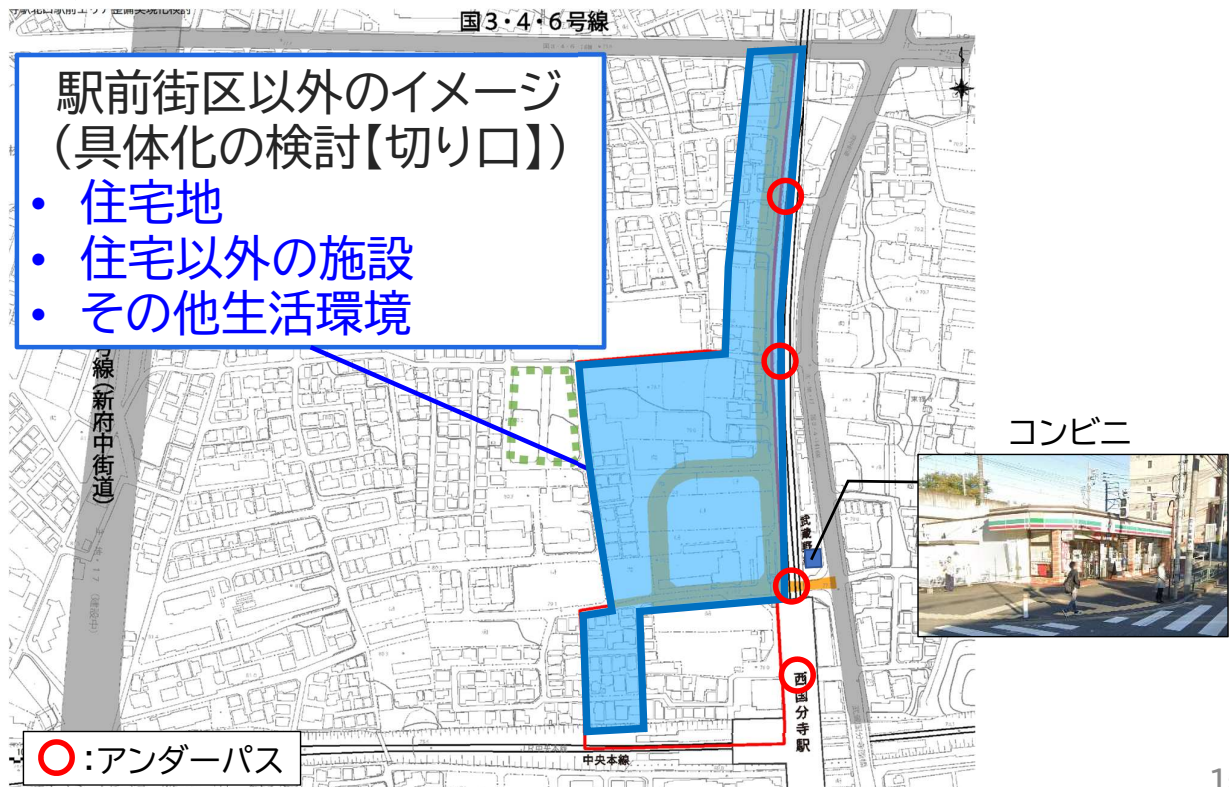 国3・4・6号線
駅前街区以外のイメージ
(具体化の検討【切り口】)
• 住宅地
• 住宅以外の施設
• その他生活環境
号線(新府中街道)
コンビニ
武蔵野
西国分寺駅
中央本線
○:アンダーパス
1